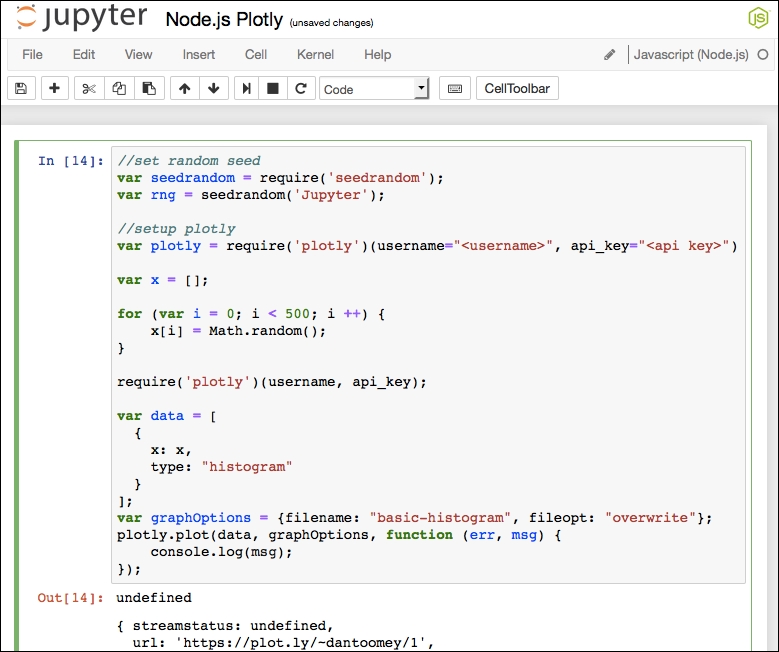 jupyter Node.js Plotly (unsaved changes) JS
File Edit View Insert Cell Kernel Help Javascript (Node.js)
Code CellToolbar
In [14]: //set random seed
var seedrandom = require('seedrandom');
var rng = seedrandom('Jupyter');
//setup plotly
var plotly = require('plotly')(username="<username>", api_key="<api key>")
var x = [];
for (var i = 0; i < 500; i ++) {
    x[i] = Math.random();
}
require('plotly')(username, api_key);
var data = [
  {
    x: x,
    type: "histogram"
  }
];
var graphOptions = {filename: "basic-histogram", fileopt: "overwrite"};
plotly.plot(data, graphOptions, function (err, msg) {
    console.log(msg);
});
Out[14]: undefined
{ streamstatus: undefined,
  url: 'https://plot.ly/~dantoomey/1',